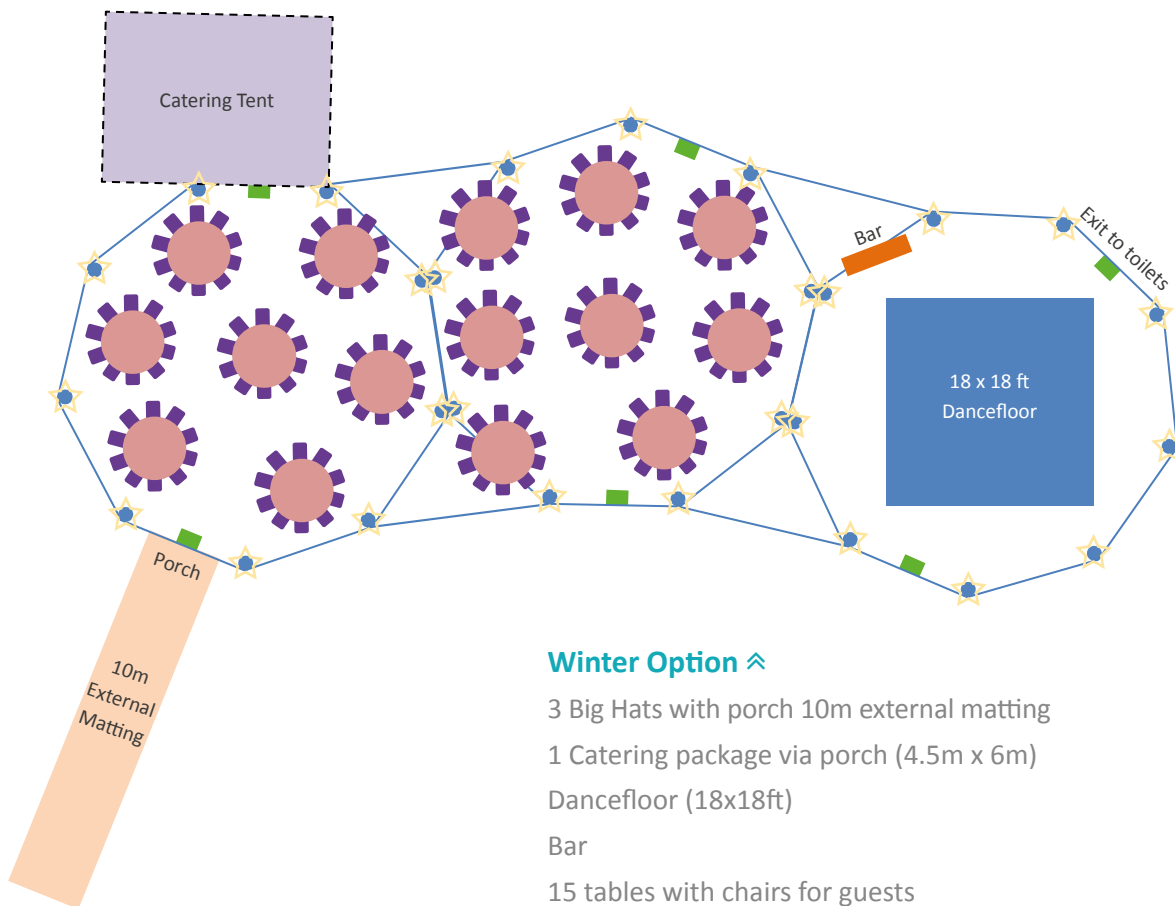 Catering Tent
Bar
Exit to toilets
18 x 18 ft
Dancefloor
Porch
10m
External
Matting
Winter Option
3 Big Hats with porch 10m external matting
1 Catering package via porch (4.5m x 6m)
Dancefloor (18x18ft)
Bar
15 tables with chairs for guests